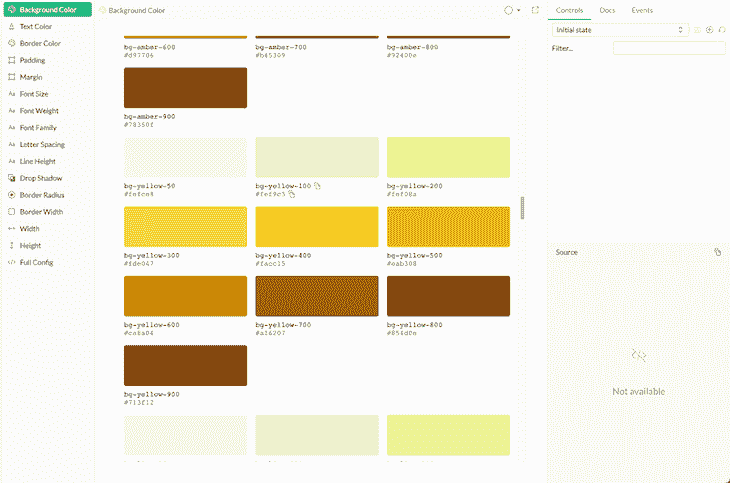 Background Color
Text Color
Border Color
Padding
Margin
Font Size
Font Weight
Font Family
Letter Spacing
Line Height
Drop Shadow
Border Radius
Border Width
Width
Height
Full Config
Background Color
bg-amber-600 bg-amber-700 bg-amber-800
#d97706 #b45309 #92400e
bg-amber-900
#78350f
bg-yellow-50 bg-yellow-100 bg-yellow-200
#fefce8 #fef9c3 #fef08a
bg-yellow-300 bg-yellow-400 bg-yellow-500
#fde047 #facc15 #eab308
bg-yellow-600 bg-yellow-700 bg-yellow-800
#ca8a04 #a16207 #854d0e
bg-yellow-900
#713f12
Controls Docs Events
Initial state
Filter...
Source
Not available